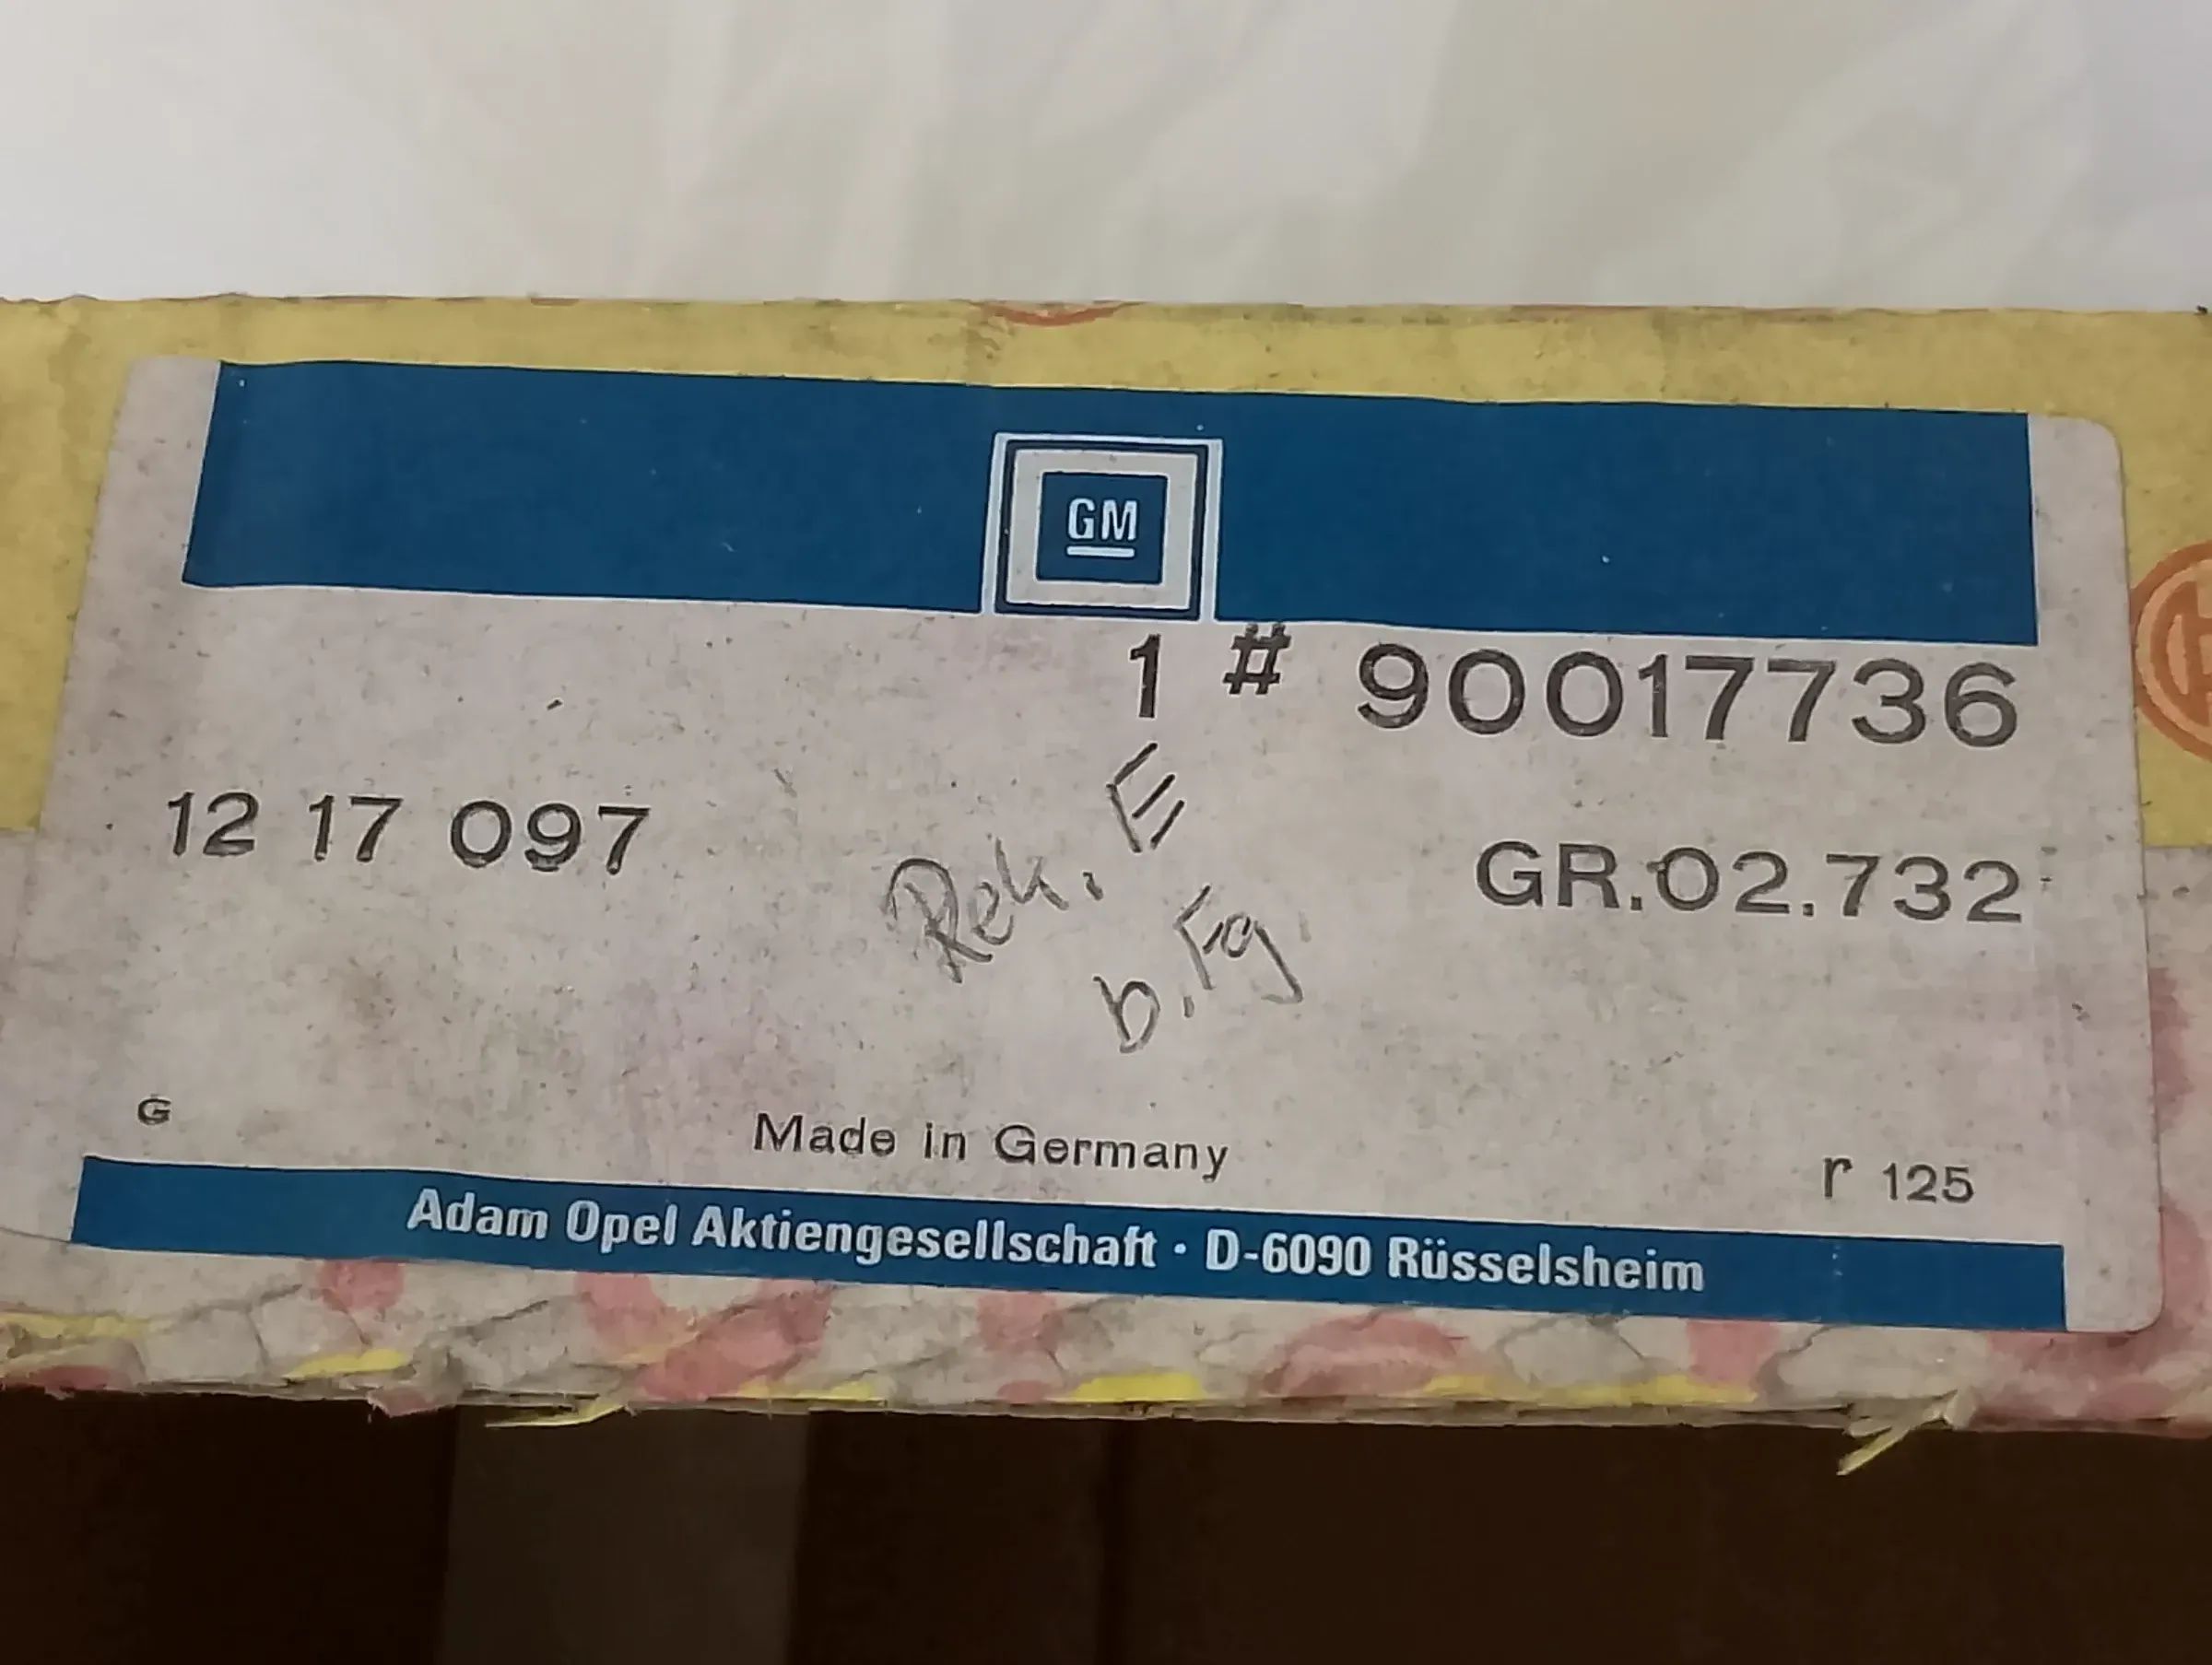 GM
1 # 90017736
12 17 097
GR.02.732
Rek. E
b. Fg.
G
Made in Germany
r 125
Adam Opel Aktiengesellschaft · D-6090 Rüsselsheim